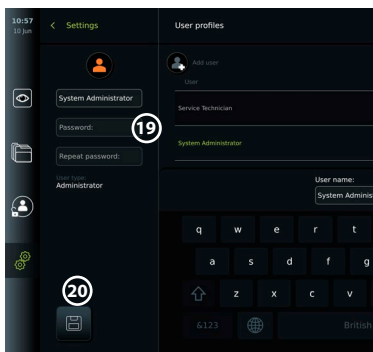 10:57
10 Jun
Settings
User profiles
Add user
User
System Administrator
Service Technician
Password:
19
System Administrator
Repeat password:
User type:
Administrator
User name:
System Adminis
q w e r t
a s d f g
20
z x c v
&123
British